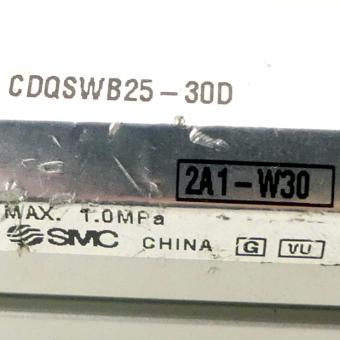 CDQSWB25-30D
2A1-W30
MAX. 1.0MPa
SMC CHINA G VU